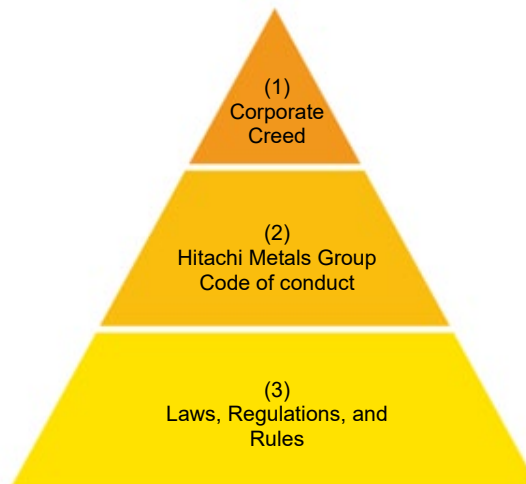 (1)
Corporate
Creed
(2)
Hitachi Metals Group
Code of conduct
(3)
Laws, Regulations, and
Rules